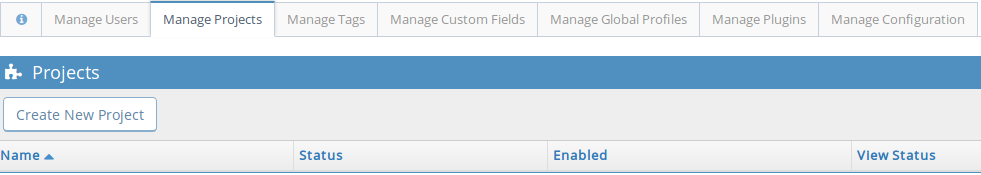 Manage Users Manage Projects Manage Tags Manage Custom Fields Manage Global Profiles Manage Plugins Manage Configuration
Projects
Create New Project
Name Status Enabled View Status